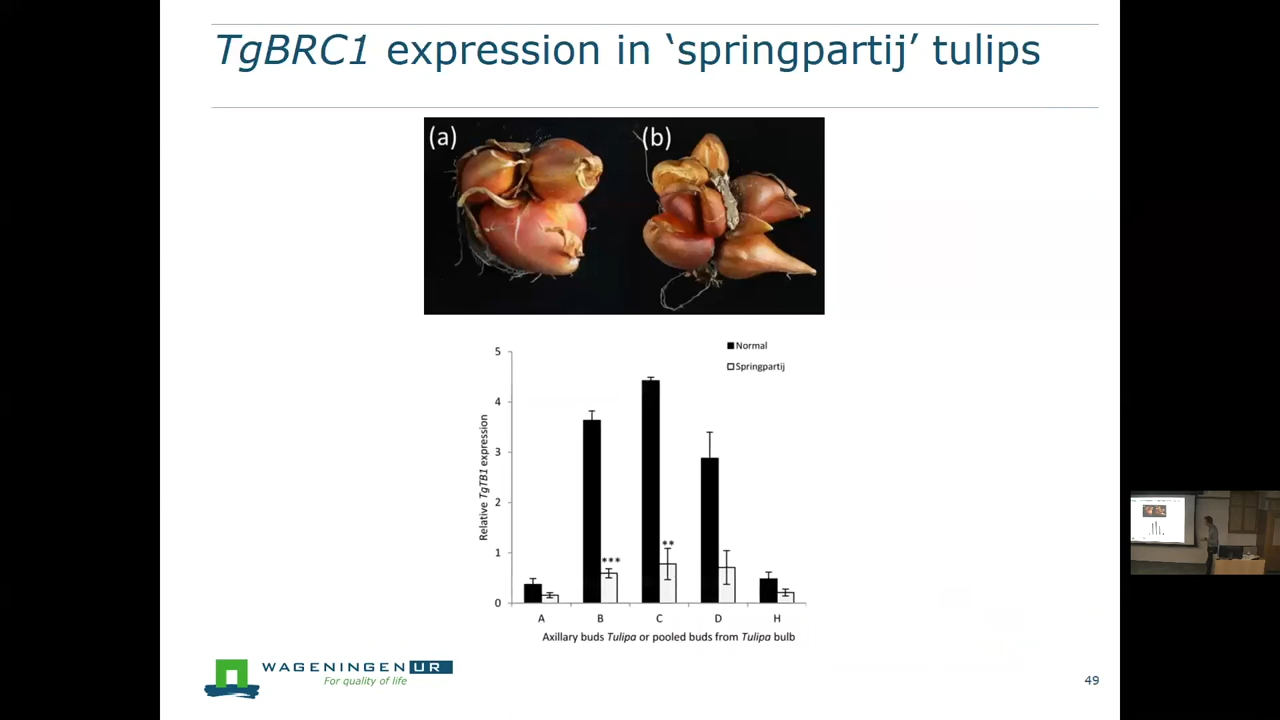 TgBRC1 expression in ‘springpartij’ tulips
(a)
(b)
Normal
Springpartij
5
4
3
2
1
0
Relative TgTB1 expression
***
**
A B C D H
Axillary buds Tulipa or pooled buds from Tulipa bulb
WAGENINGEN UR
For quality of life
49